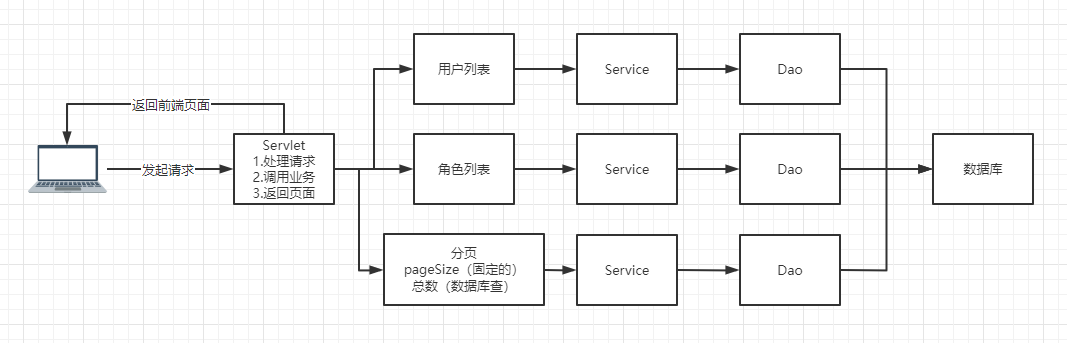 返回前端页面
发起请求
Servlet
1.处理请求
2.调用业务
3.返回页面
用户列表
Service
Dao
角色列表
Service
Dao
分页
pageSize（固定的）
总数（数据库查）
Service
Dao
数据库